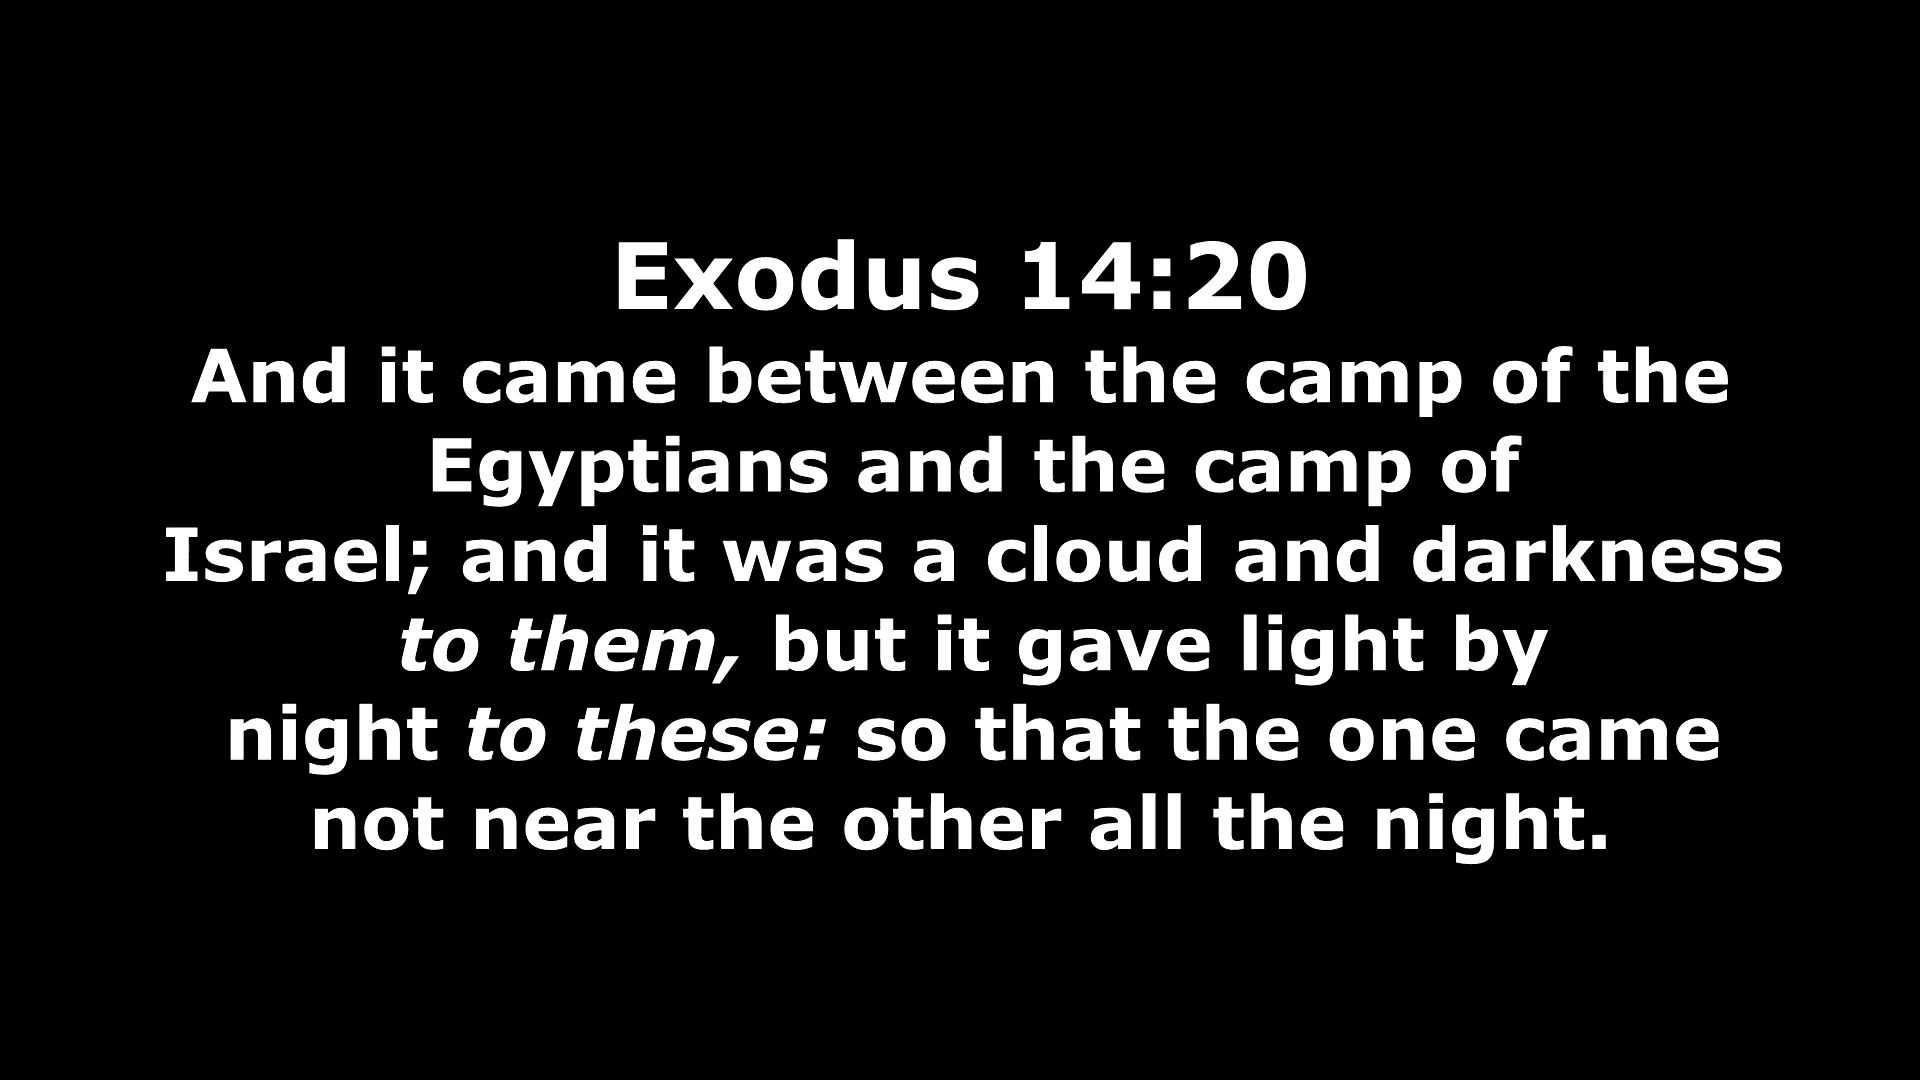 Exodus 14:20
And it came between the camp of the
Egyptians and the camp of
Israel; and it was a cloud and darkness
to them, but it gave light by
night to these: so that the one came
not near the other all the night.